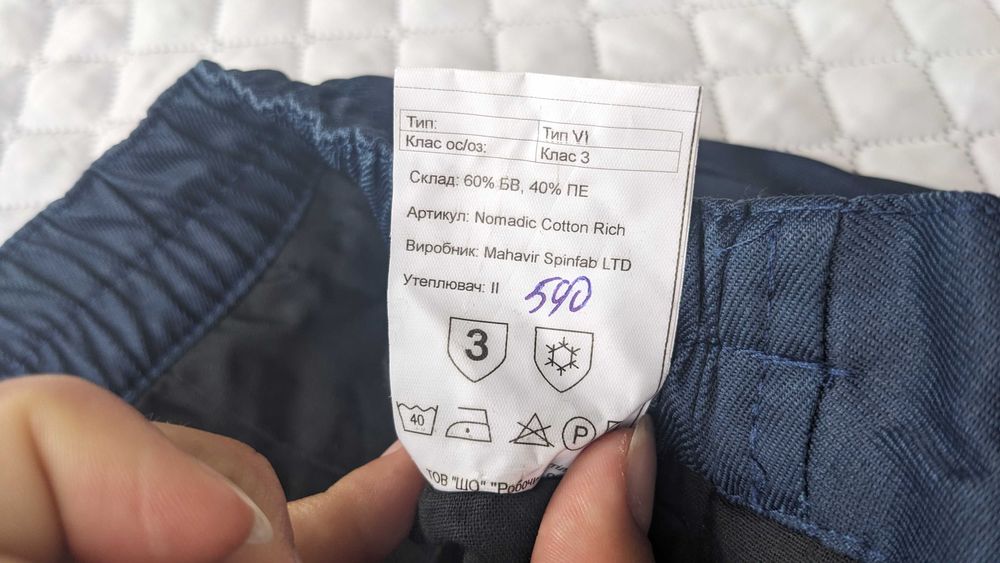 Тип: Тип VI
Клас ос/оз: Клас 3
Склад: 60% БВ, 40% ПЕ
Артикул: Nomadic Cotton Rich
Виробник: Mahavir Spinfab LTD
Утеплювач: II 590
3
40 P
ТОВ "ЩО"